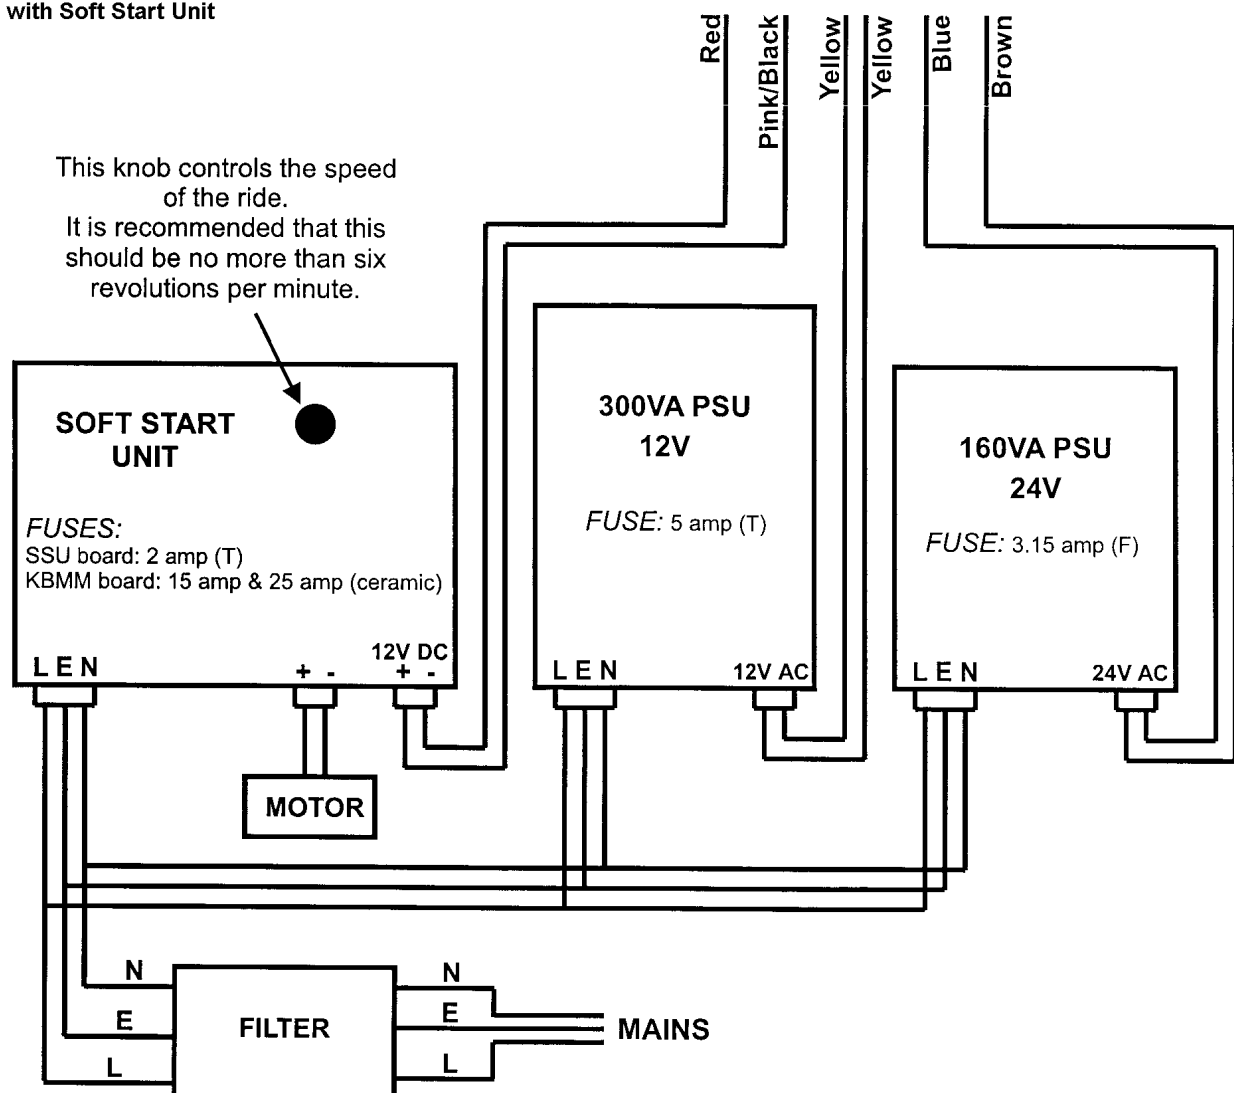 with Soft Start Unit
Red
Pink/Black
Yellow
Yellow
Blue
Brown
This knob controls the speed
of the ride.
It is recommended that this
should be no more than six
revolutions per minute.
SOFT START
UNIT
FUSES:
SSU board: 2 amp (T)
KBMM board: 15 amp & 25 amp (ceramic)
L E N
+ -
12V DC
+ -
300VA PSU
12V
FUSE: 5 amp (T)
L E N
12V AC
160VA PSU
24V
FUSE: 3.15 amp (F)
L E N
24V AC
MOTOR
N
E
L
FILTER
N
E
L
MAINS